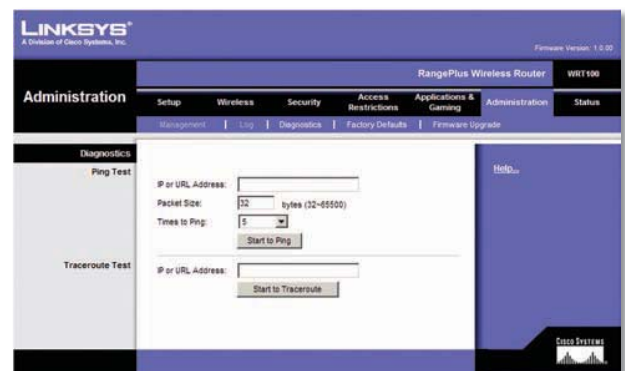 LINKSYS®
A Division of Cisco Systems, Inc.
Firmware Version: 1.0.00
RangePlus Wireless Router WRT100
Administration
Setup Wireless Security Access Restrictions Applications & Gaming Administration Status
Management | Log | Diagnostics | Factory Defaults | Firmware Upgrade
Diagnostics
Ping Test
Help...
IP or URL Address:
Packet Size: 32 bytes (32~65500)
Times to Ping: 5
Start to Ping
Traceroute Test
IP or URL Address:
Start to Traceroute
CISCO SYSTEMS